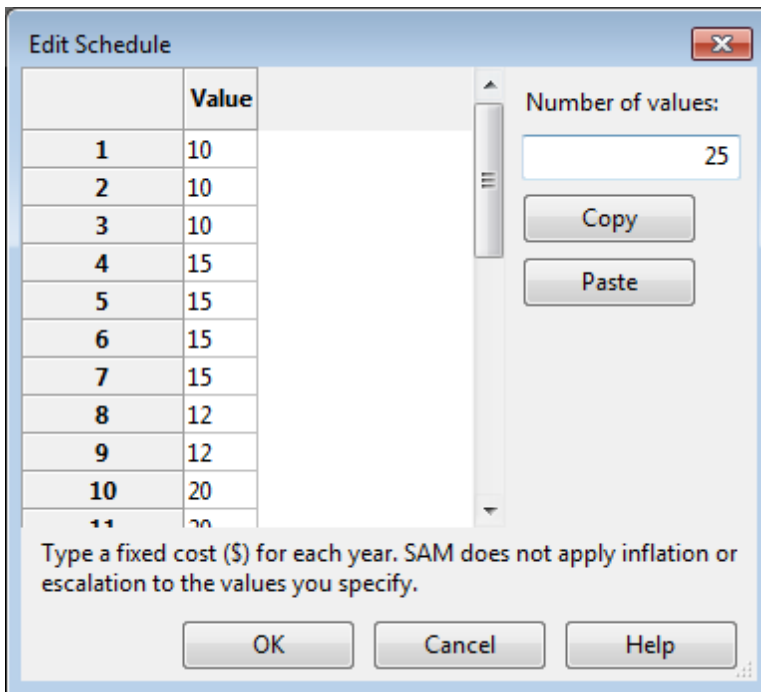 Edit Schedule
Value
Number of values:
25
1 10
2 10
3 10
4 15
5 15
6 15
7 15
8 12
9 12
10 20
11 20
Copy
Paste
Type a fixed cost ($) for each year. SAM does not apply inflation or
escalation to the values you specify.
OK Cancel Help